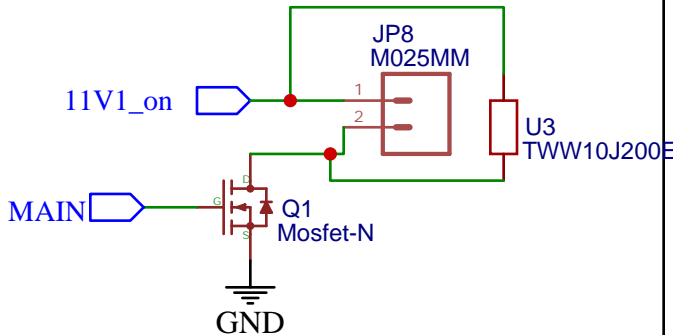 JP8
M025MM
11V1_on
1
2
U3
TWW10J200E
MAIN
G
D
S
Q1
Mosfet-N
GND